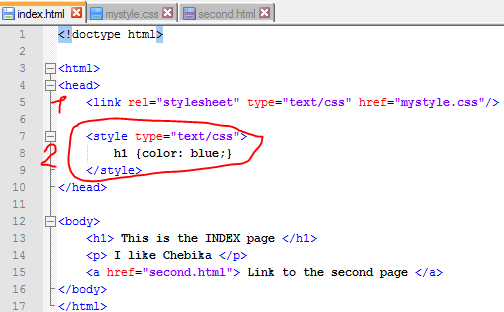 index.html mystyle.css second.html
1 <!doctype html>
2
3 <html>
4 <head>
5 1 <link rel="stylesheet" type="text/css" href="mystyle.css"/>
6
7 <style type="text/css">
8 2 h1 {color: blue;}
9 </style>
10 </head>
11
12 <body>
13 <h1> This is the INDEX page </h1>
14 <p> I like Chebika </p>
15 <a href="second.html"> Link to the second page </a>
16 </body>
17 </html>